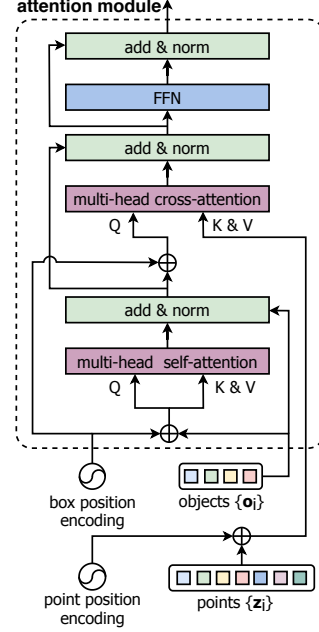 attention module
add & norm
FFN
add & norm
multi-head cross-attention
Q
K & V
add & norm
multi-head self-attention
Q
K & V
box position
encoding
objects {oᵢ}
point position
encoding
points {zᵢ}